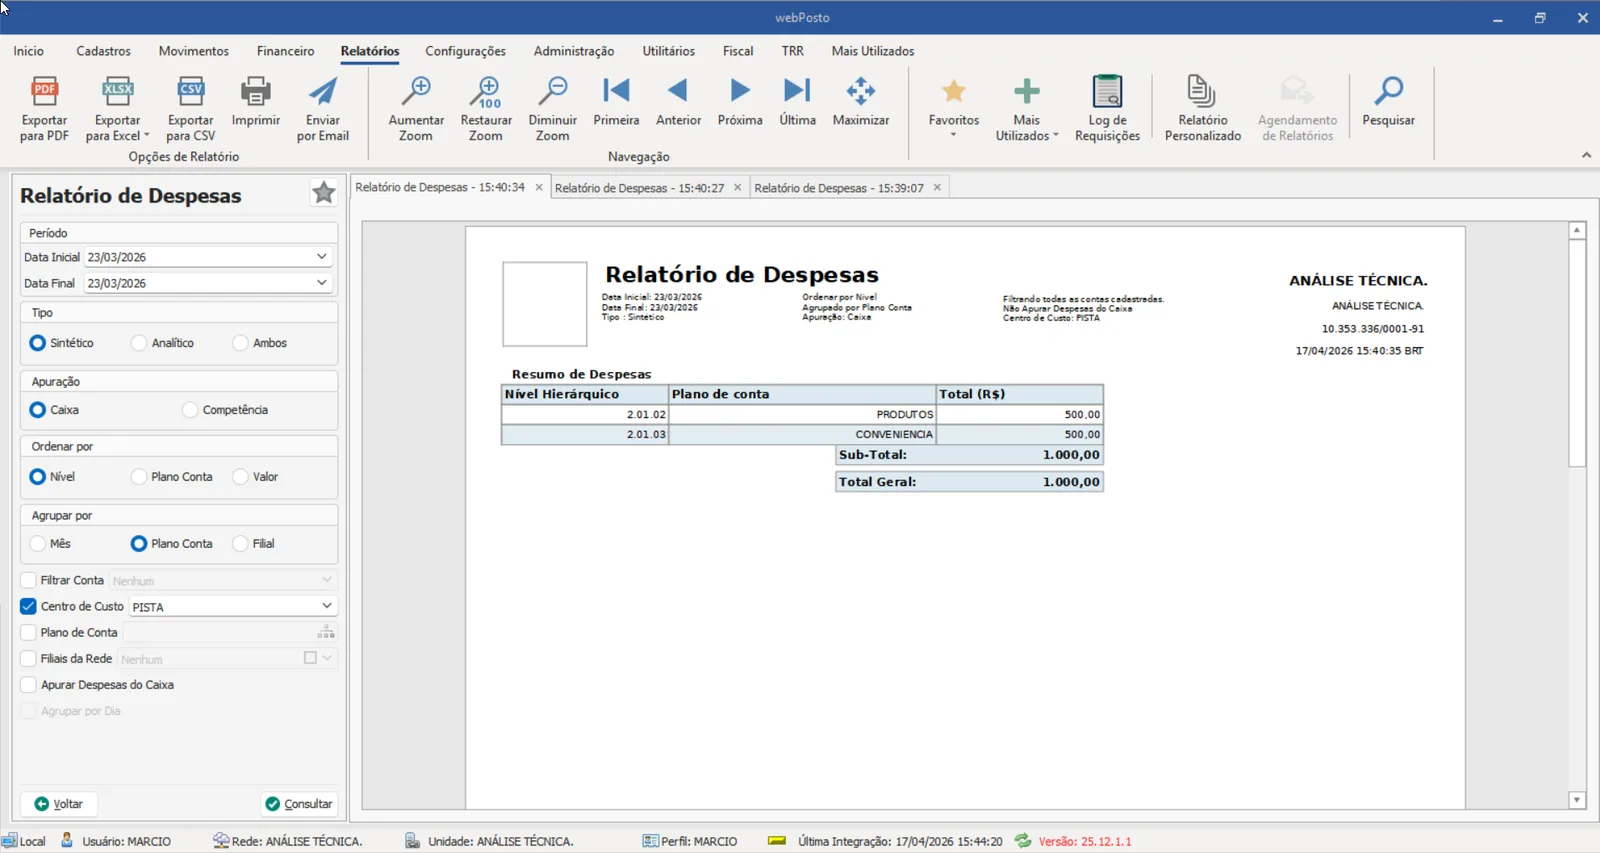 webPosto
Inicio Cadastros Movimentos Financeiro Relatórios Configurações Administração Utilitários Fiscal TRR Mais Utilizados
PDF XLSX CSV 100
Exportar para PDF
Exportar para Excel
Exportar para CSV
Imprimir
Enviar por Email
Aumentar Zoom
Restaurar Zoom
Diminuir Zoom
Primeira
Anterior
Próxima
Última
Maximizar
Favoritos
Mais Utilizados
Log de Requisições
Relatório Personalizado
Agendamento de Relatórios
Pesquisar
Opções de Relatório Navegação
Relatório de Despesas
Relatório de Despesas - 15:40:34 Relatório de Despesas - 15:40:27 Relatório de Despesas - 15:39:07
Período
Data Inicial 23/03/2026
Data Final 23/03/2026
Tipo
Sintético Analítico Ambos
Apuração
Caixa Competência
Ordenar por
Nível Plano Conta Valor
Agrupar por
Mês Plano Conta Filial
Filtrar Conta Nenhum
Centro de Custo PISTA
Plano de Conta
Filiais da Rede Nenhum
Apurar Despesas do Caixa
Agrupar por Dia
Voltar Consultar
Relatório de Despesas
Data Inicial: 23/03/2026
Data Final: 23/03/2026
Tipo : Sintético
Ordenar por Nivel
Agrupado por Plano Conta
Apuração: Caixa
Filtrando todas as contas cadastradas.
Não Apurar Despesas do Caixa
Centro de Custo: PISTA
ANÁLISE TÉCNICA.
ANÁLISE TÉCNICA.
10.353.336/0001-91
17/04/2026 15:40:35 BRT
Resumo de Despesas
Nível Hierárquico Plano de conta Total (R$)
2.01.02 PRODUTOS 500,00
2.01.03 CONVENIENCIA 500,00
Sub-Total: 1.000,00
Total Geral: 1.000,00
Local Usuário: MARCIO Rede: ANÁLISE TÉCNICA. Unidade: ANÁLISE TÉCNICA. Perfil: MARCIO Última Integração: 17/04/2026 15:44:20 Versão: 25.12.1.1